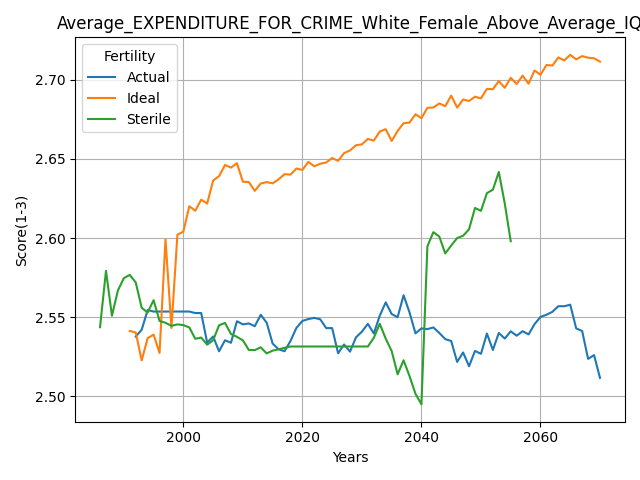 Average_EXPENDITURE_FOR_CRIME_White_Female_Above_Average_IQ
Fertility
Actual
Ideal
Sterile
Score(1-3)
2.70
2.65
2.60
2.55
2.50
2000
2020
2040
2060
Years